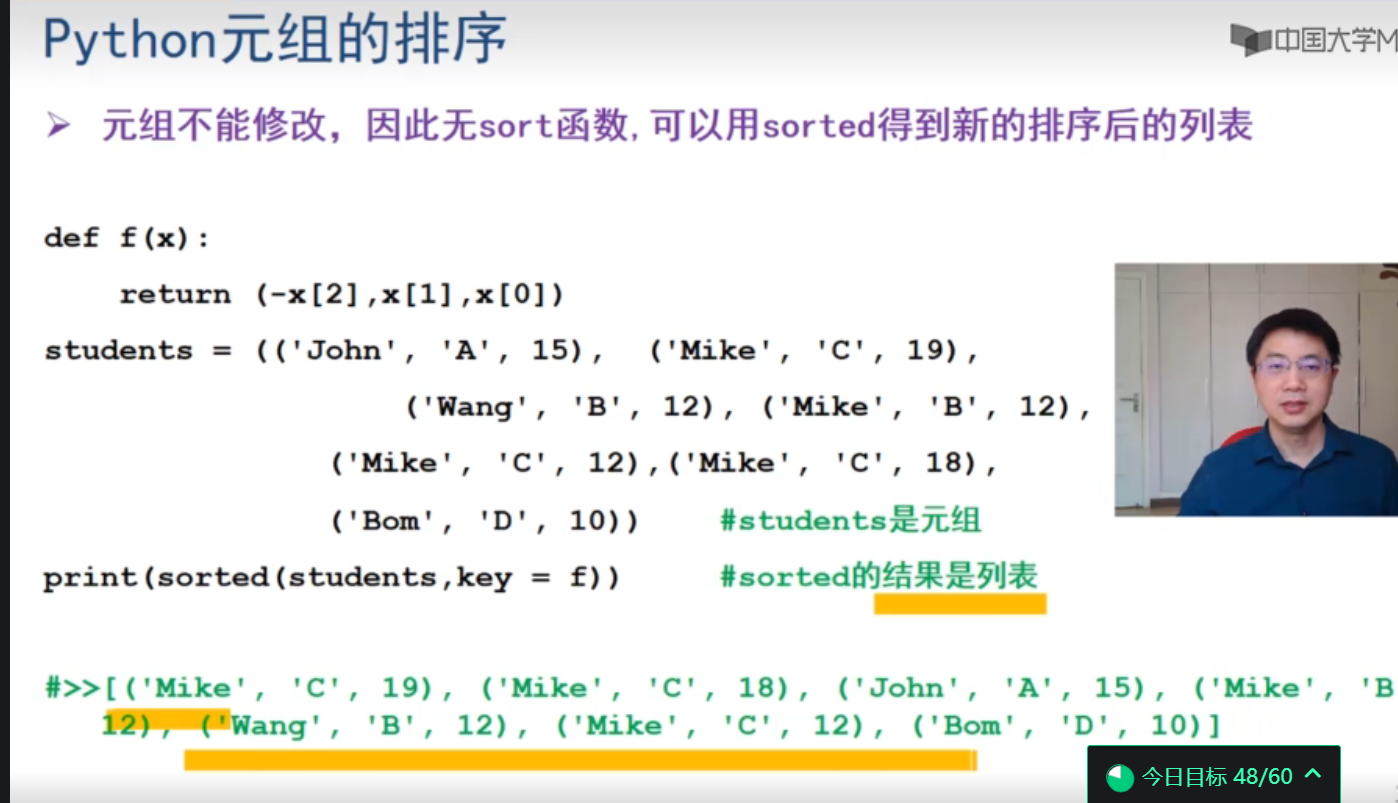 Python元组的排序
中国大学M
➢ 元组不能修改，因此无sort函数,可以用sorted得到新的排序后的列表
def f(x):
return (-x[2],x[1],x[0])
students = (('John', 'A', 15), ('Mike', 'C', 19),
('Wang', 'B', 12), ('Mike', 'B', 12),
('Mike', 'C', 12),('Mike', 'C', 18),
('Bom', 'D', 10)) #students是元组
print(sorted(students,key = f)) #sorted的结果是列表
#>>[('Mike', 'C', 19), ('Mike', 'C', 18), ('John', 'A', 15), ('Mike', 'B
12), ('Wang', 'B', 12), ('Mike', 'C', 12), ('Bom', 'D', 10)]
今日目标 48/60